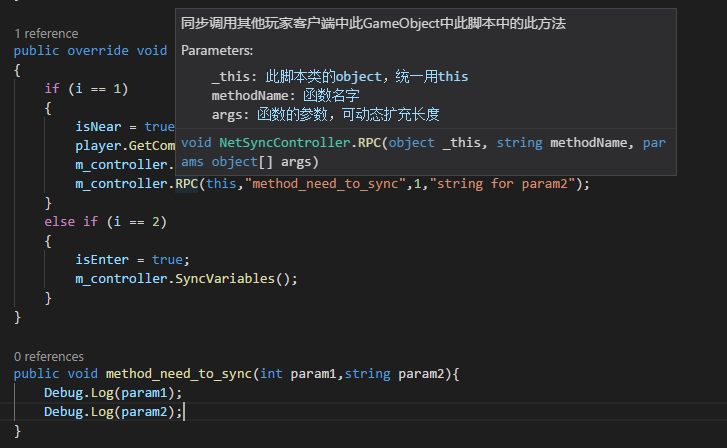 1 reference
public override void
{
if (i == 1)
{
isNear = true
player.GetCom
m_controller.
m_controller.RPC(this,"method_need_to_sync",1,"string for param2");
}
else if (i == 2)
{
isEnter = true;
m_controller.SyncVariables();
}
}
0 references
public void method_need_to_sync(int param1,string param2){
Debug.Log(param1);
Debug.Log(param2);
}
同步调用其他玩家客户端中此GameObject中此脚本中的此方法
Parameters:
_this: 此脚本类的object，统一用this
methodName: 函数名字
args: 函数的参数，可动态扩充长度
void NetSyncController.RPC(object _this, string methodName, par
ams object[] args)